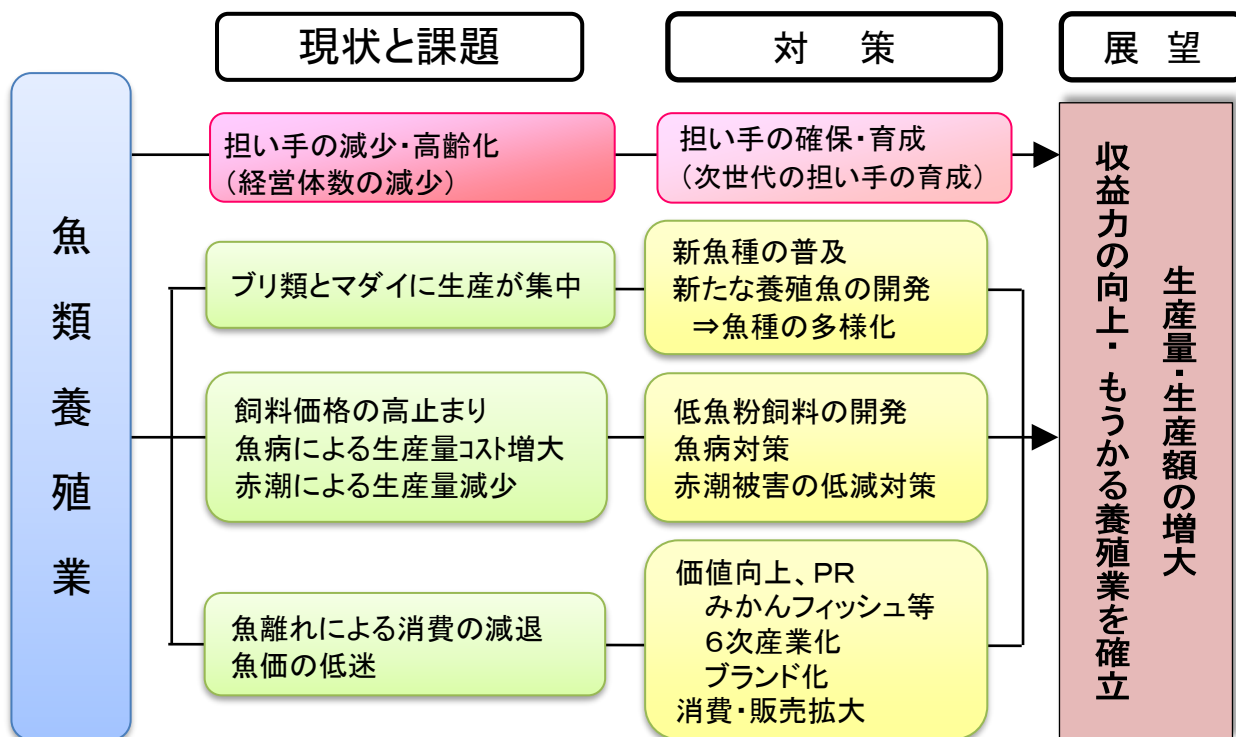 現状と課題
対　策
展　望
魚類養殖業
担い手の減少・高齢化
（経営体数の減少）
担い手の確保・育成
（次世代の担い手の育成）
ブリ類とマダイに生産が集中
新魚種の普及
新たな養殖魚の開発
⇒魚種の多様化
飼料価格の高止まり
魚病による生産量ｺｽﾄ増大
赤潮による生産量減少
低魚粉飼料の開発
魚病対策
赤潮被害の低減対策
魚離れによる消費の減退
魚価の低迷
価値向上、ＰＲ
みかんフィッシュ等
６次産業化
ブランド化
消費・販売拡大
生産量・生産額の増大
収益力の向上・もうかる養殖業を確立